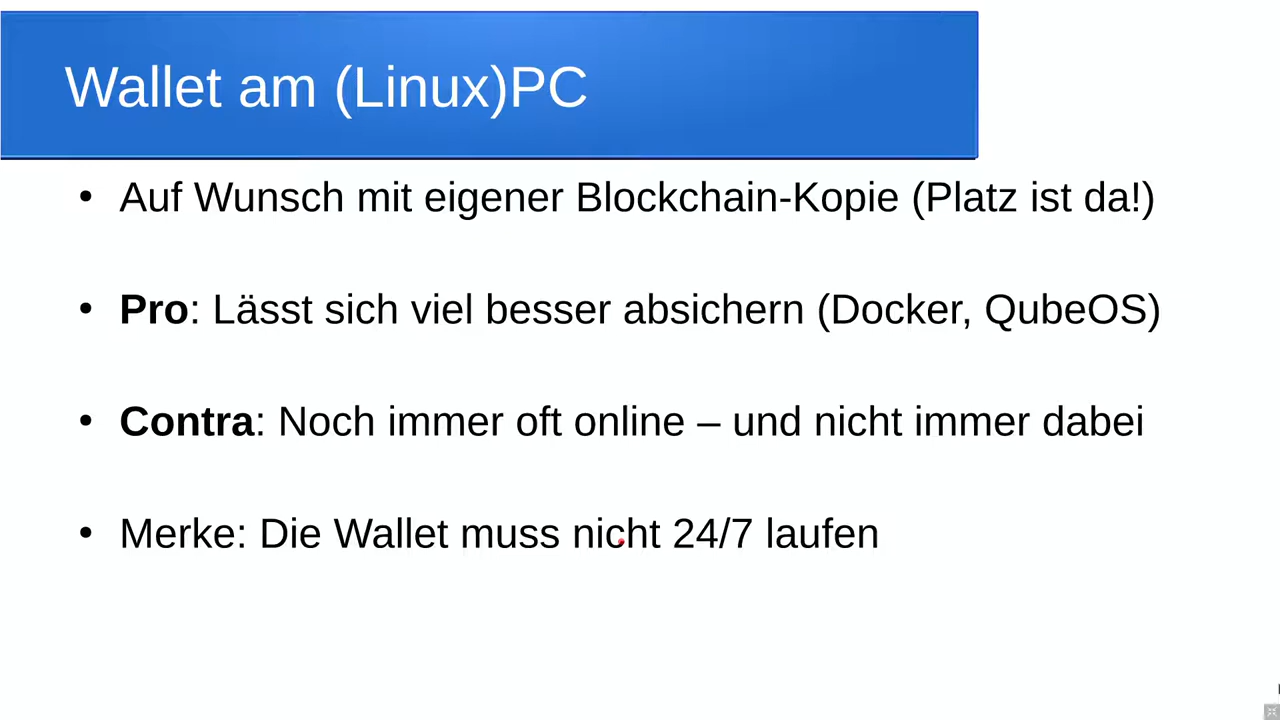 Wallet am (Linux)PC
• Auf Wunsch mit eigener Blockchain-Kopie (Platz ist da!)
• Pro: Lässt sich viel besser absichern (Docker, QubeOS)
• Contra: Noch immer oft online – und nicht immer dabei
• Merke: Die Wallet muss nicht 24/7 laufen